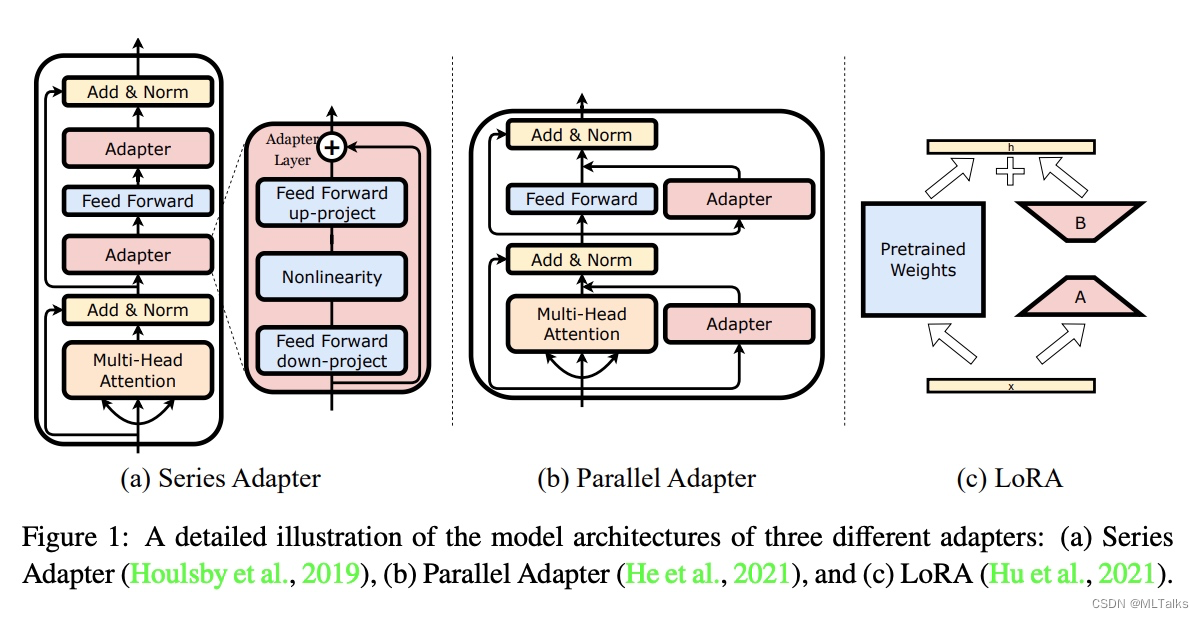 Add & Norm
Adapter
Feed Forward
Adapter
Add & Norm
Multi-Head
Attention
Adapter
Layer
+
Feed Forward
up-project
Nonlinearity
Feed Forward
down-project
(a) Series Adapter
Add & Norm
Feed Forward
Adapter
Add & Norm
Multi-Head
Attention
Adapter
(b) Parallel Adapter
h
Pretrained
Weights
B
A
x
(c) LoRA
Figure 1: A detailed illustration of the model architectures of three different adapters: (a) Series
Adapter (Houlsby et al., 2019), (b) Parallel Adapter (He et al., 2021), and (c) LoRA (Hu et al., 2021).
CSDN @MLTalks